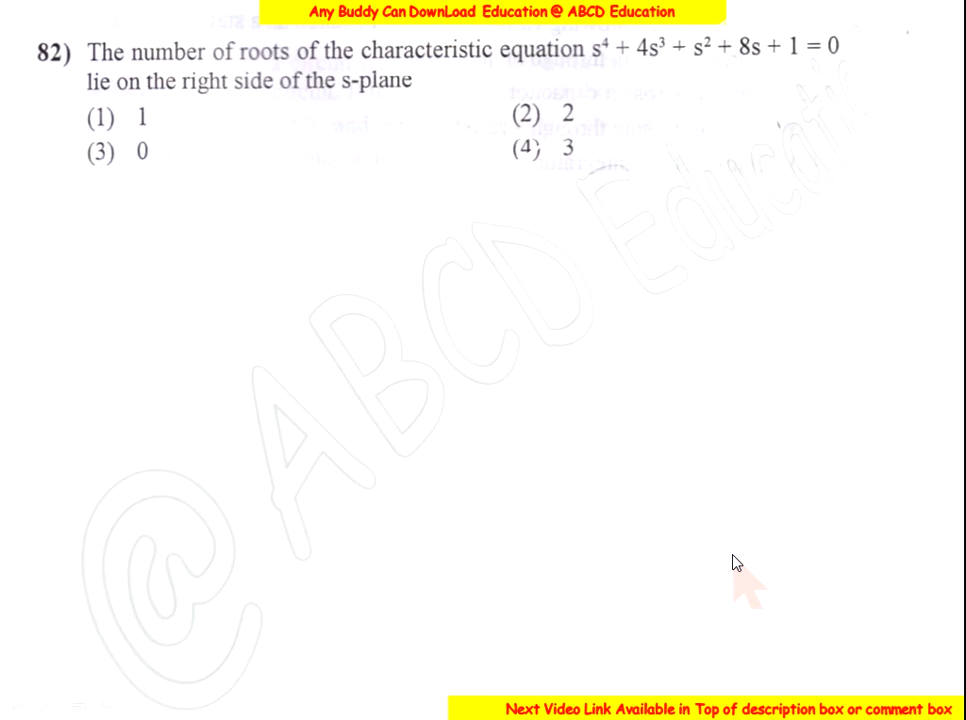 Any Buddy Can DownLoad Education @ ABCD Education
82) The number of roots of the characteristic equation s⁴ + 4s³ + s² + 8s + 1 = 0
lie on the right side of the s-plane
(1) 1 (2) 2
(3) 0 (4) 3
@ABCD Educati
Next Video Link Available in Top of description box or comment box